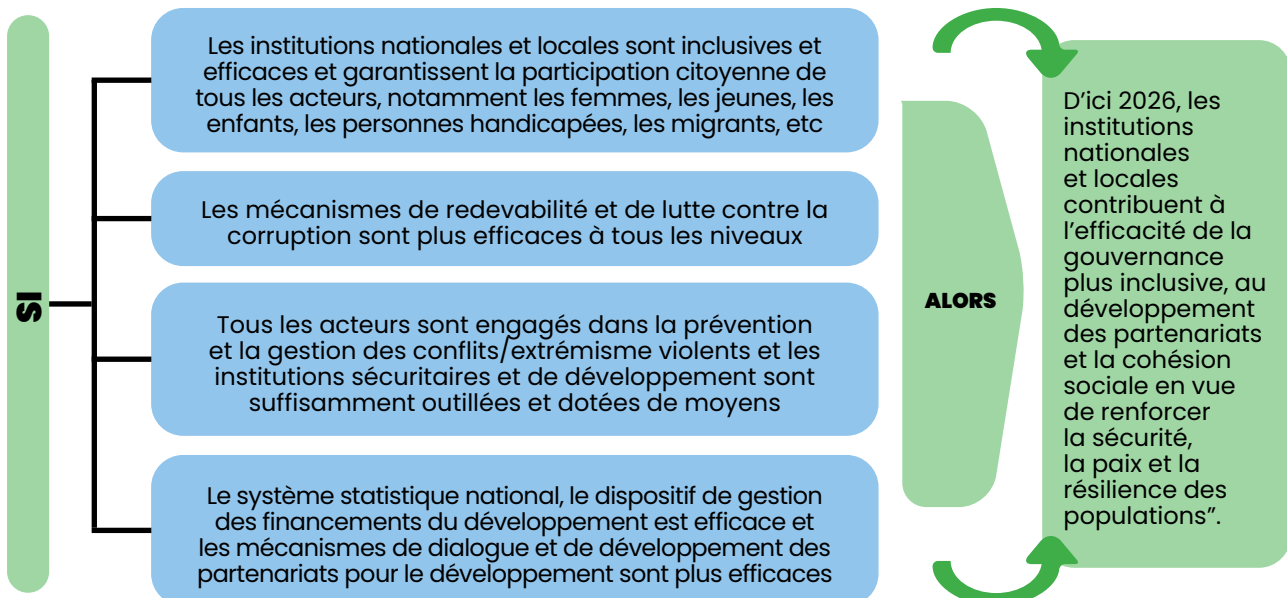 SI
Les institutions nationales et locales sont inclusives et
efficaces et garantissent la participation citoyenne de
tous les acteurs, notamment les femmes, les jeunes, les
enfants, les personnes handicapées, les migrants, etc
Les mécanismes de redevabilité et de lutte contre la
corruption sont plus efficaces à tous les niveaux
Tous les acteurs sont engagés dans la prévention
et la gestion des conflits/extrémisme violents et les
institutions sécuritaires et de développement sont
suffisamment outillées et dotées de moyens
Le système statistique national, le dispositif de gestion
des financements du développement est efficace et
les mécanismes de dialogue et de développement des
partenariats pour le développement sont plus efficaces
ALORS
D’ici 2026, les
institutions
nationales
et locales
contribuent à
l’efficacité de la
gouvernance
plus inclusive, au
développement
des partenariats
et la cohésion
sociale en vue
de renforcer
la sécurité,
la paix et la
résilience des
populations”.